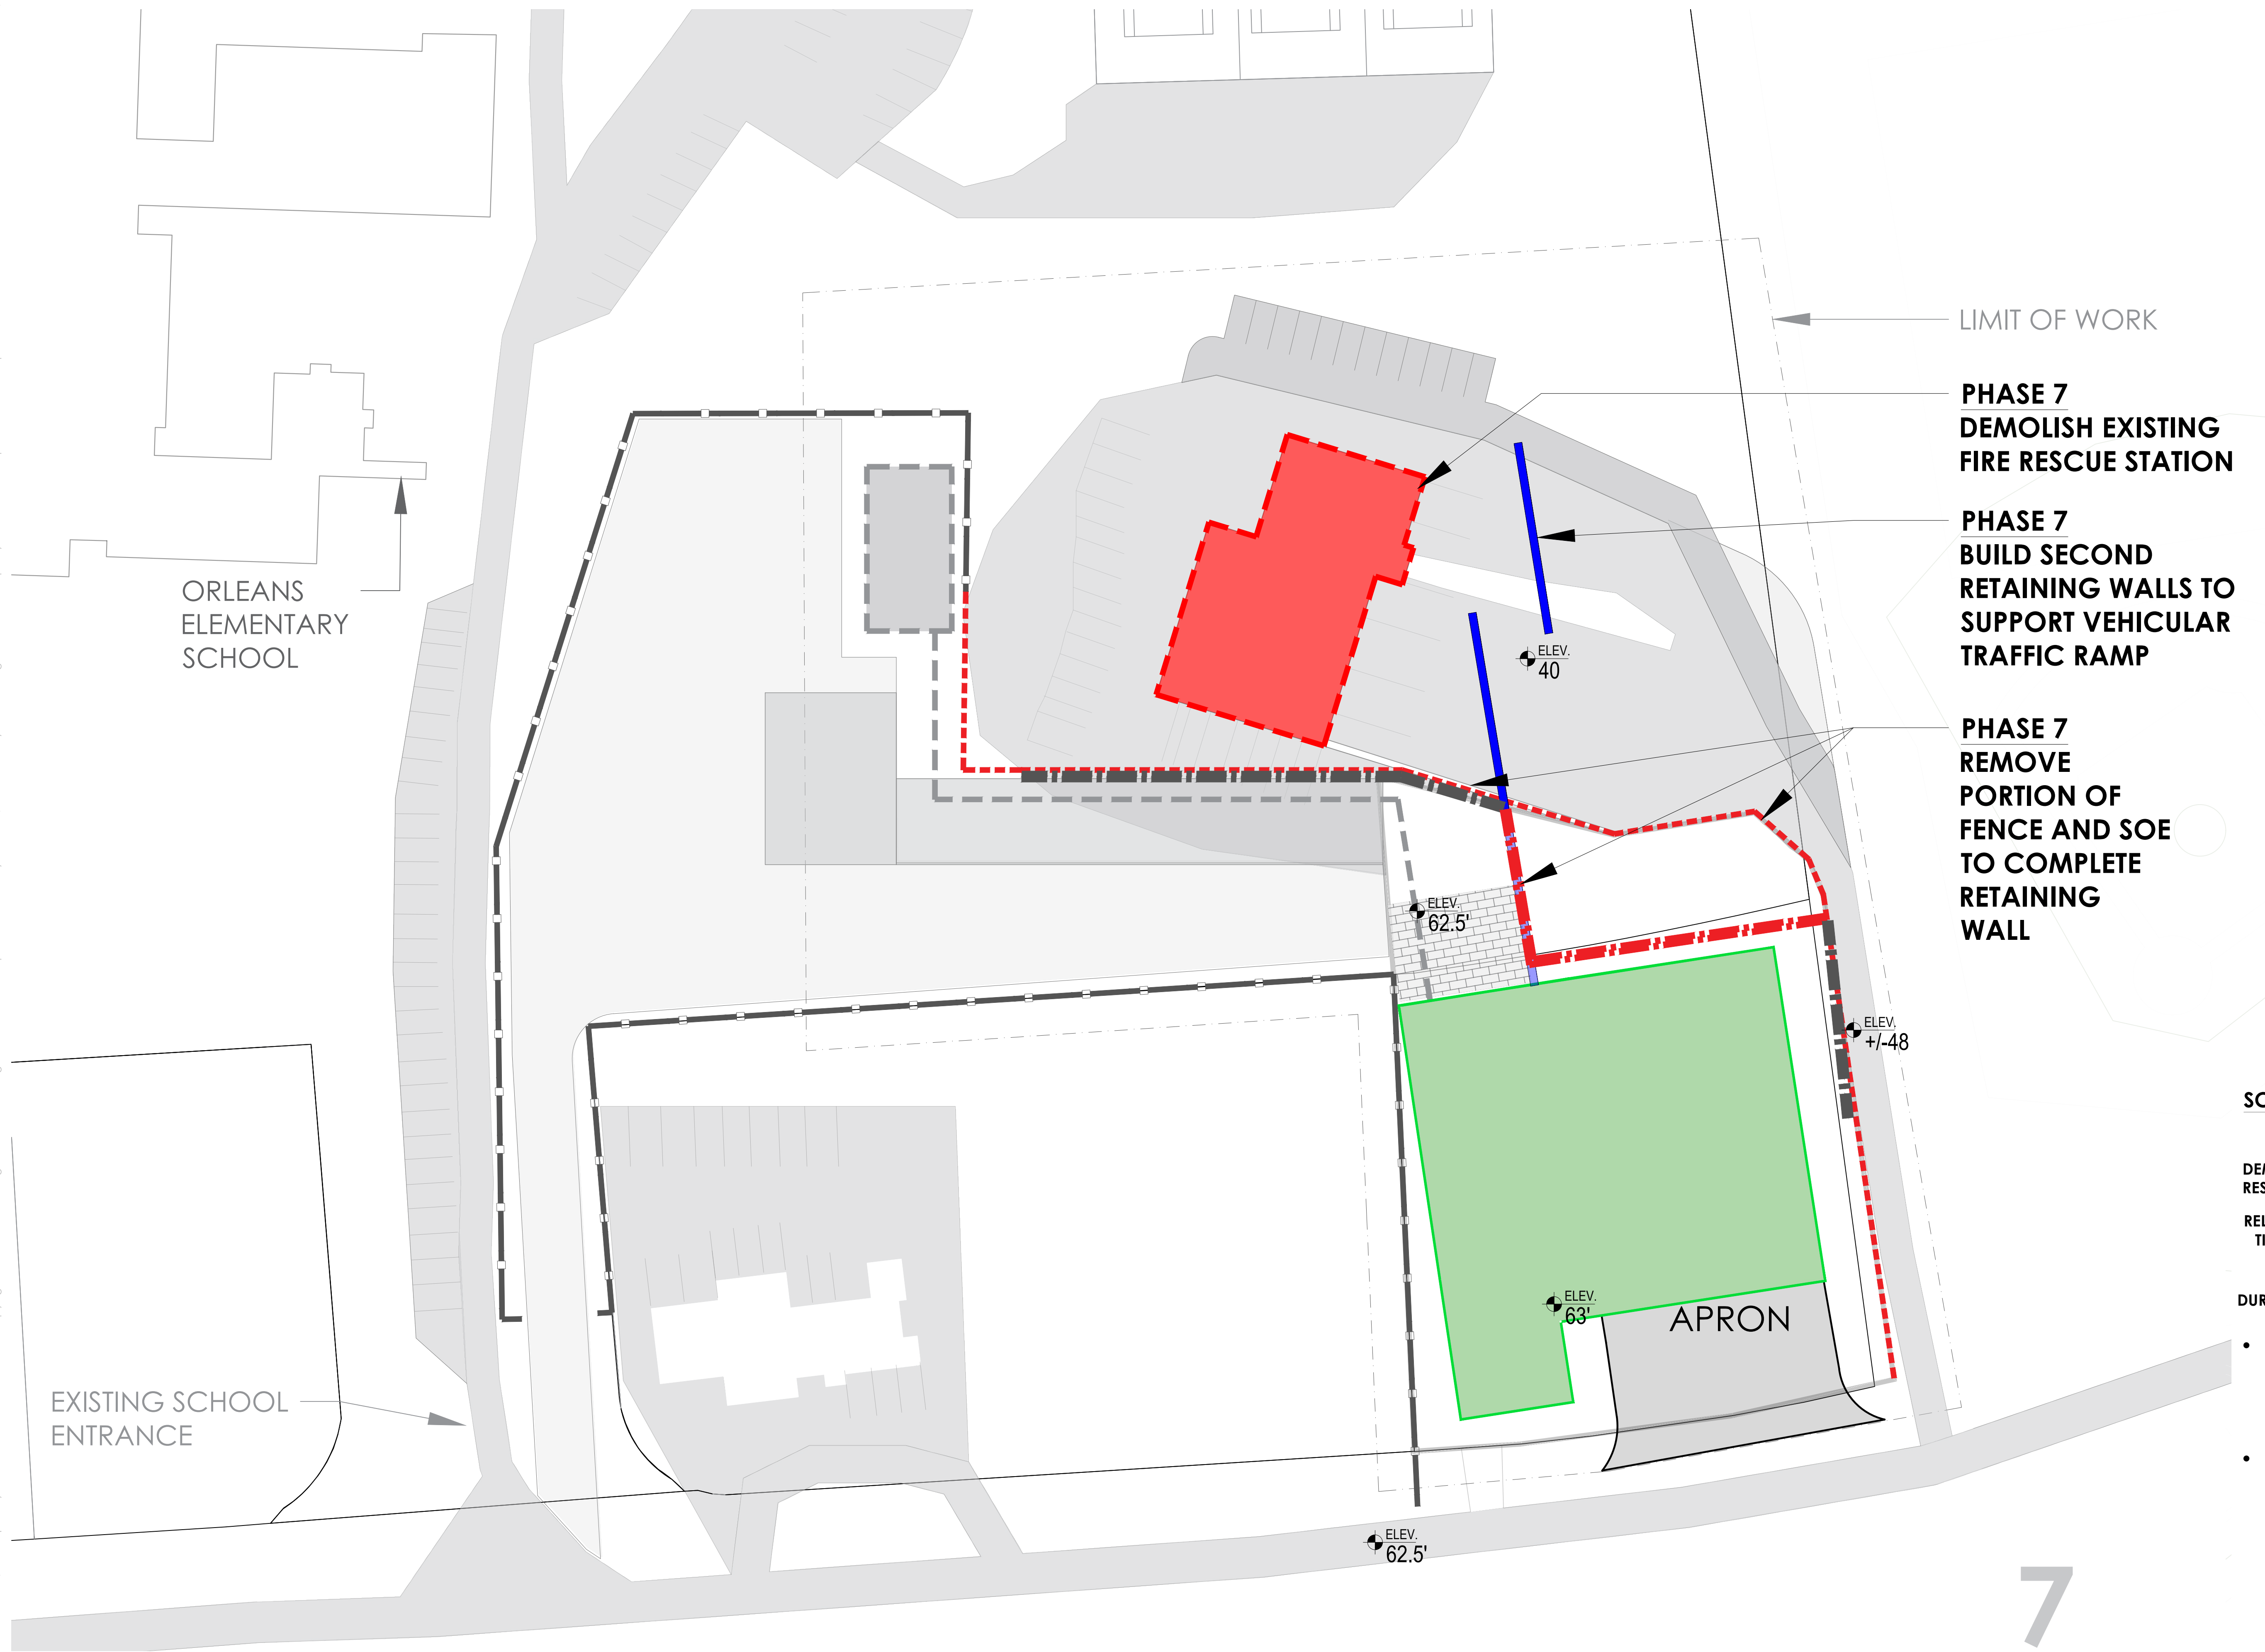 LIMIT OF WORK
PHASE 7
DEMOLISH EXISTING
FIRE RESCUE STATION
PHASE 7
BUILD SECOND
RETAINING WALLS TO
SUPPORT VEHICULAR
TRAFFIC RAMP
PHASE 7
REMOVE
PORTION OF
FENCE AND SOE
TO COMPLETE
RETAINING
WALL
ORLEANS
ELEMENTARY
SCHOOL
ELEV.
40
ELEV.
62.5'
ELEV.
+/-48
ELEV.
63'
APRON
EXISTING SCHOOL
ENTRANCE
ELEV.
62.5'
7